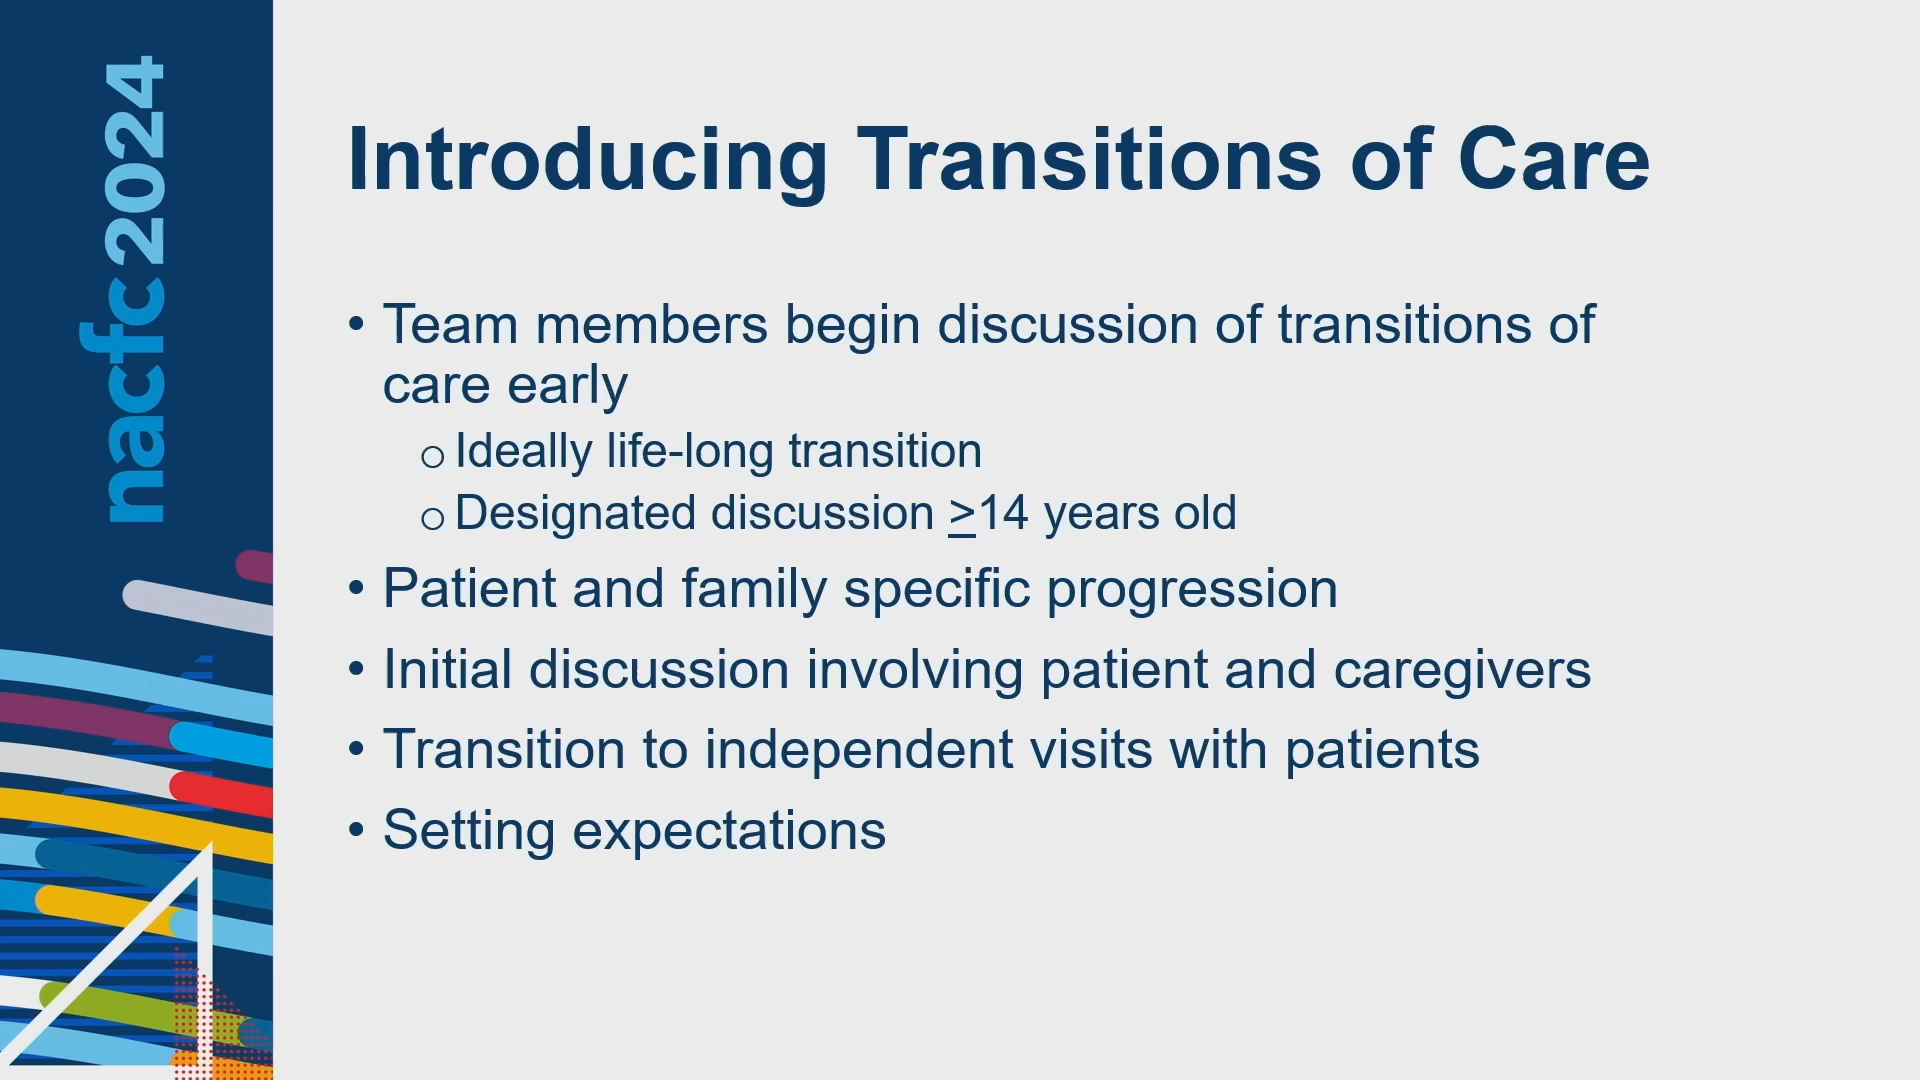 nacfc2024
Introducing Transitions of Care
• Team members begin discussion of transitions of
care early
o Ideally life-long transition
o Designated discussion >14 years old
• Patient and family specific progression
• Initial discussion involving patient and caregivers
• Transition to independent visits with patients
• Setting expectations